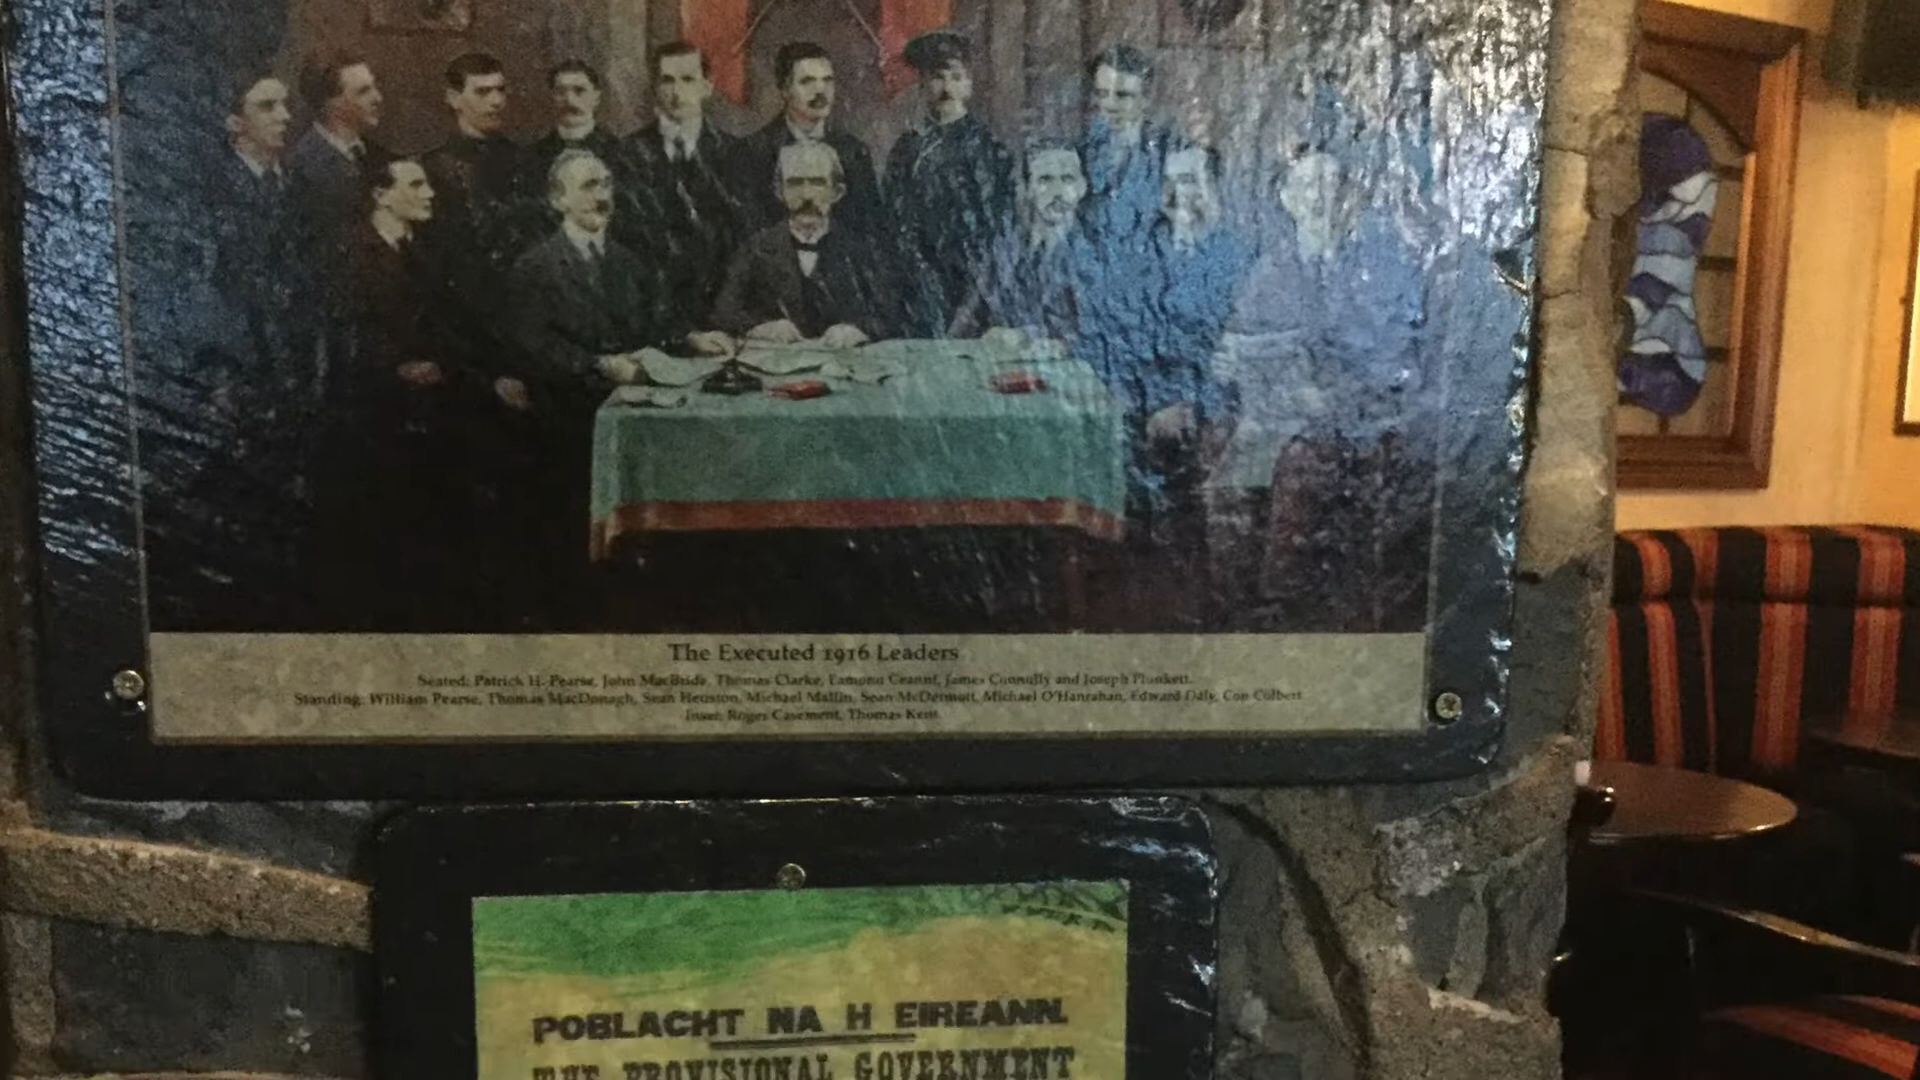 The Executed 1916 Leaders
Seated: Patrick H. Pearse, John MacBride, Thomas Clarke, Eamonn Ceannt, James Connolly and Joseph Plunkett.
Standing: William Pearse, Thomas MacDonagh, Sean Heuston, Michael Mallin, Sean McDermott, Michael O'Hanrahan, Edward Daly, Con Colbert
Inset: Roger Casement, Thomas Kent.
POBLACHT NA H EIREANN.
THE PROVISIONAL GOVERNMENT